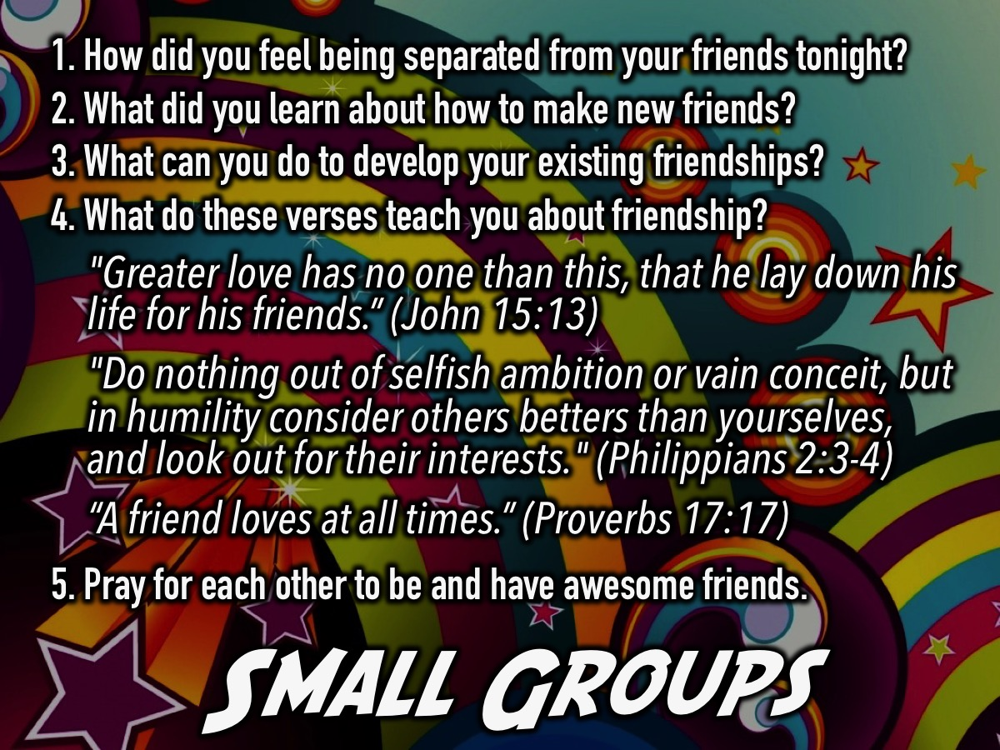 1. How did you feel being separated from your friends tonight?
2. What did you learn about how to make new friends?
3. What can you do to develop your existing friendships?
4. What do these verses teach you about friendship?
"Greater love has no one than this, that he lay down his
life for his friends.” (John 15:13)
"Do nothing out of selfish ambition or vain conceit, but
in humility consider others betters than yourselves,
and look out for their interests." (Philippians 2:3-4)
“A friend loves at all times.” (Proverbs 17:17)
5. Pray for each other to be and have awesome friends.
Small Groups